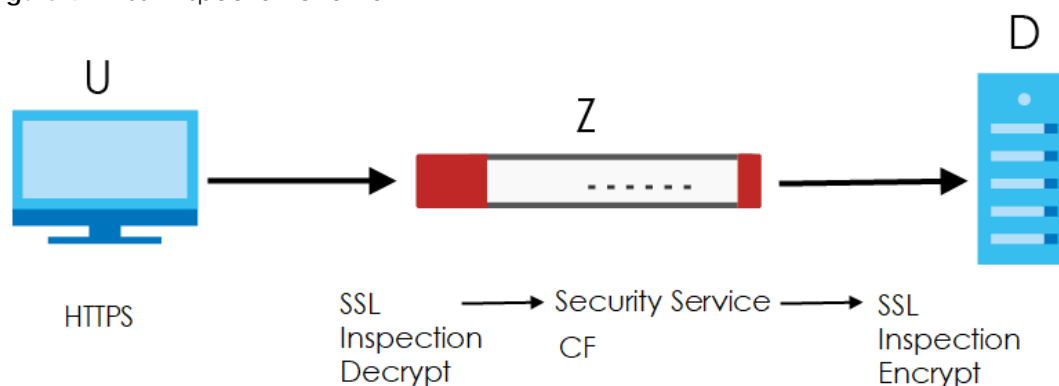 U
Z
D
HTTPS
SSL
Inspection
Decrypt
Security Service
CF
SSL
Inspection
Encrypt